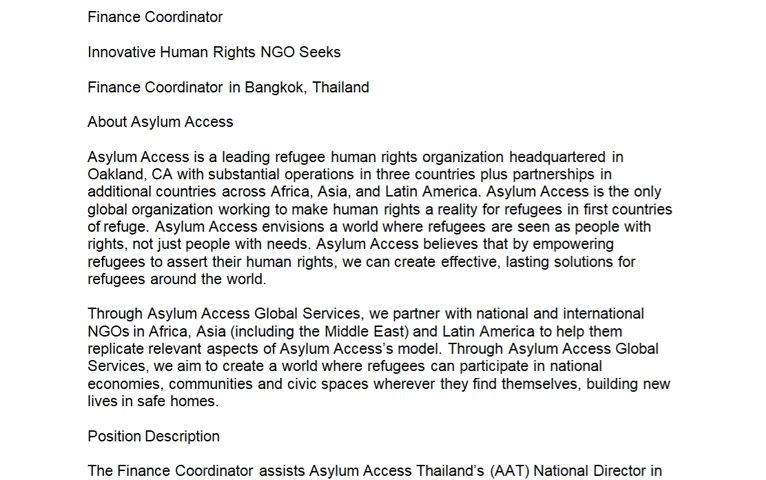 Finance Coordinator
Innovative Human Rights NGO Seeks
Finance Coordinator in Bangkok, Thailand
About Asylum Access
Asylum Access is a leading refugee human rights organization headquartered in
Oakland, CA with substantial operations in three countries plus partnerships in
additional countries across Africa, Asia, and Latin America. Asylum Access is the only
global organization working to make human rights a reality for refugees in first countries
of refuge. Asylum Access envisions a world where refugees are seen as people with
rights, not just people with needs. Asylum Access believes that by empowering
refugees to assert their human rights, we can create effective, lasting solutions for
refugees around the world.
Through Asylum Access Global Services, we partner with national and international
NGOs in Africa, Asia (including the Middle East) and Latin America to help them
replicate relevant aspects of Asylum Access's model. Through Asylum Access Global
Services, we aim to create a world where refugees can participate in national
economies, communities and civic spaces wherever they find themselves, building new
lives in safe homes.
Position Description
The Finance Coordinator assists Asylum Access Thailand's (AAT) National Director in